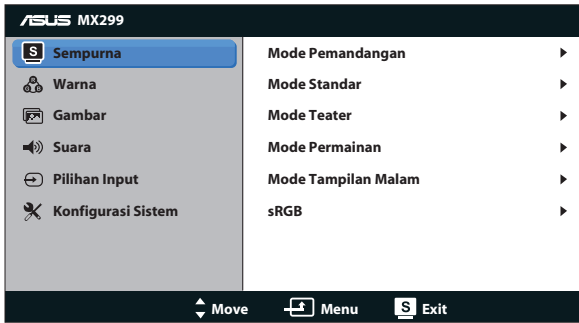 ASUS MX299
S Sempurna
Warna
Gambar
Suara
Pilihan Input
Konfigurasi Sistem
Mode Pemandangan
Mode Standar
Mode Teater
Mode Permainan
Mode Tampilan Malam
sRGB
Move Menu S Exit